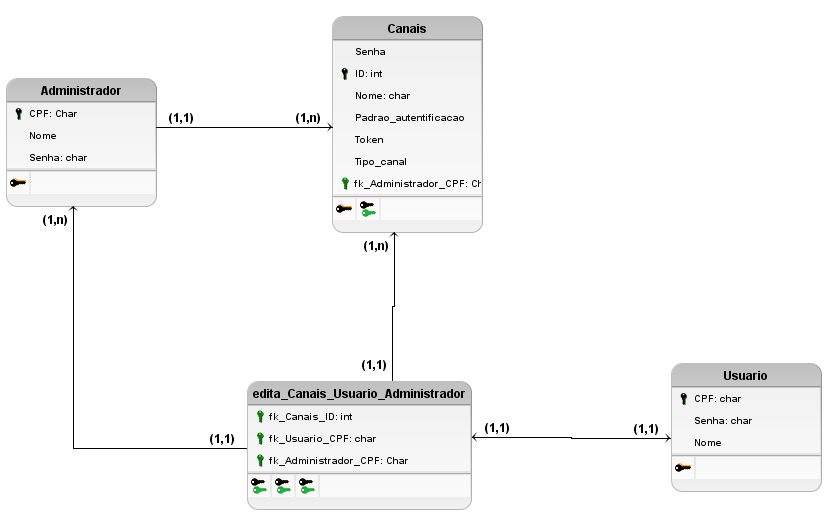 Canais
Senha
ID: int
Nome: char
Padrao_autentificacao
Token
Tipo_canal
fk_Administrador_CPF: Ch
Administrador
CPF: Char
Nome
Senha: char
(1,1)
(1,n)
(1,n)
(1,n)
(1,1)
(1,1)
edita_Canais_Usuario_Administrador
fk_Canais_ID: int
fk_Usuario_CPF: char
fk_Administrador_CPF: Char
(1,1)
(1,1)
Usuario
CPF: char
Senha: char
Nome